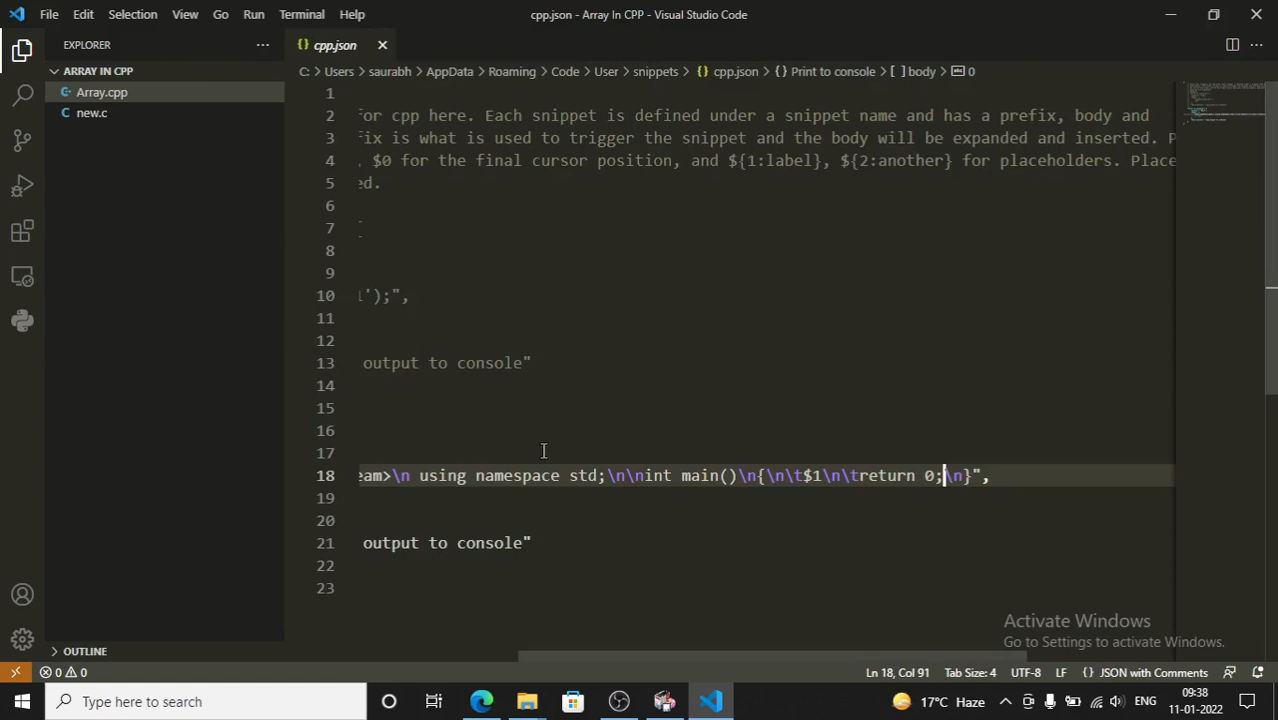 File Edit Selection View Go Run Terminal Help
cpp.json - Array In CPP - Visual Studio Code
EXPLORER
cpp.json
ARRAY IN CPP
C: > Users > saurabh > AppData > Roaming > Code > User > snippets > {} cpp.json > {} Print to console > [ ] body > abc 0
Array.cpp
new.c
1
2 For cpp here. Each snippet is defined under a snippet name and has a prefix, body and
3 fix is what is used to trigger the snippet and the body will be expanded and inserted. P
4 , $0 for the final cursor position, and ${1:label}, ${2:another} for placeholders. Place
5 ed.
6
7
8
9
10 1');",
11
12
13 output to console"
14
15
16
17
18 eam>\n using namespace std;\n\nint main()\n{\n\t$1\n\treturn 0;\n}",
19
20
21 output to console"
22
23
Activate Windows
Go to Settings to activate Windows.
OUTLINE
0 0
Ln 18, Col 91 Tab Size: 4 UTF-8 LF {} JSON with Comments
Type here to search
17°C Haze
ENG
09:38
11-01-2022